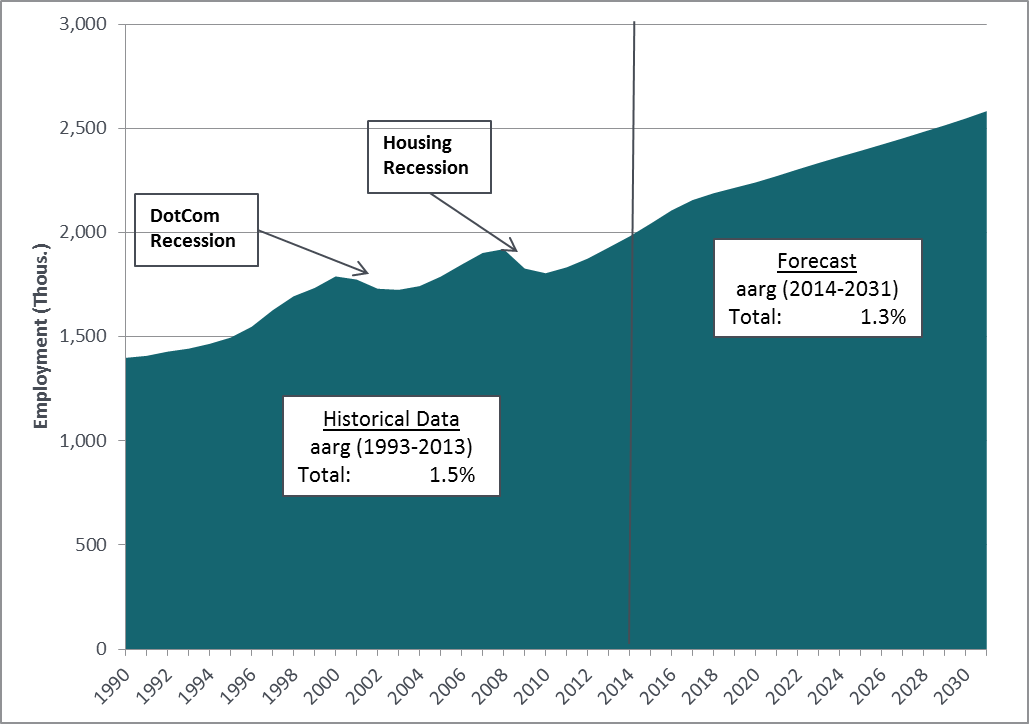 3,000
2,500
2,000
1,500
1,000
500
0
Employment (Thous.)
DotCom
Recession
Housing
Recession
Historical Data
aarg (1993-2013)
Total: 1.5%
Forecast
aarg (2014-2031)
Total: 1.3%
1990 1992 1994 1996 1998 2000 2002 2004 2006 2008 2010 2012 2014 2016 2018 2020 2022 2024 2026 2028 2030